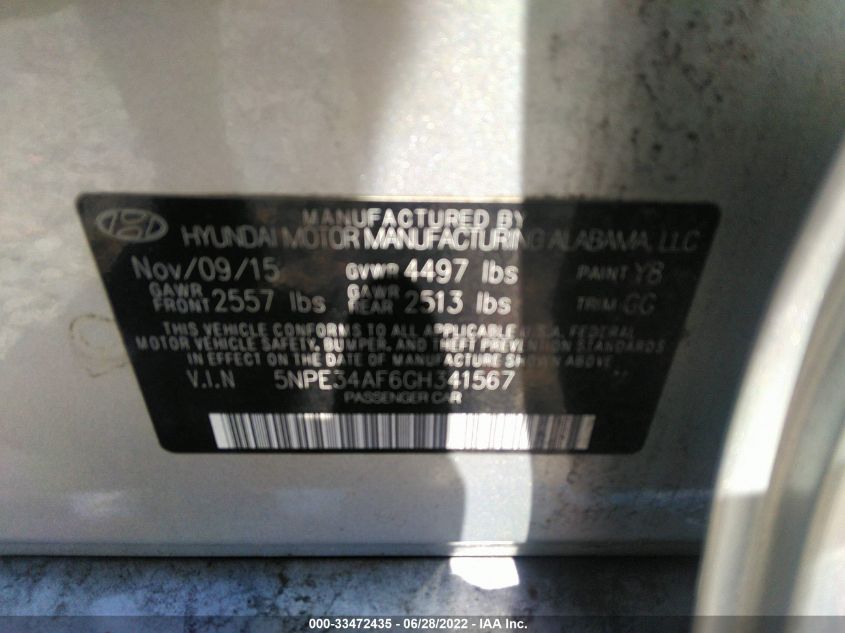 MANUFACTURED BY
HYUNDAI MOTOR MANUFACTURING ALABAMA, LLC
Nov/09/15 GVWR 4497 lbs PAINT YB
GAWR FRONT 2557 lbs GAWR REAR 2513 lbs TRIM GG
THIS VEHICLE CONFORMS TO ALL APPLICABLE U.S.A. FEDERAL
MOTOR VEHICLE SAFETY, BUMPER, AND THEFT PREVENTION STANDARDS
IN EFFECT ON THE DATE OF MANUFACTURE SHOWN ABOVE.
V.I.N 5NPE34AF6GH341567
PASSENGER CAR
000-33472435 - 06/28/2022 - IAA Inc.